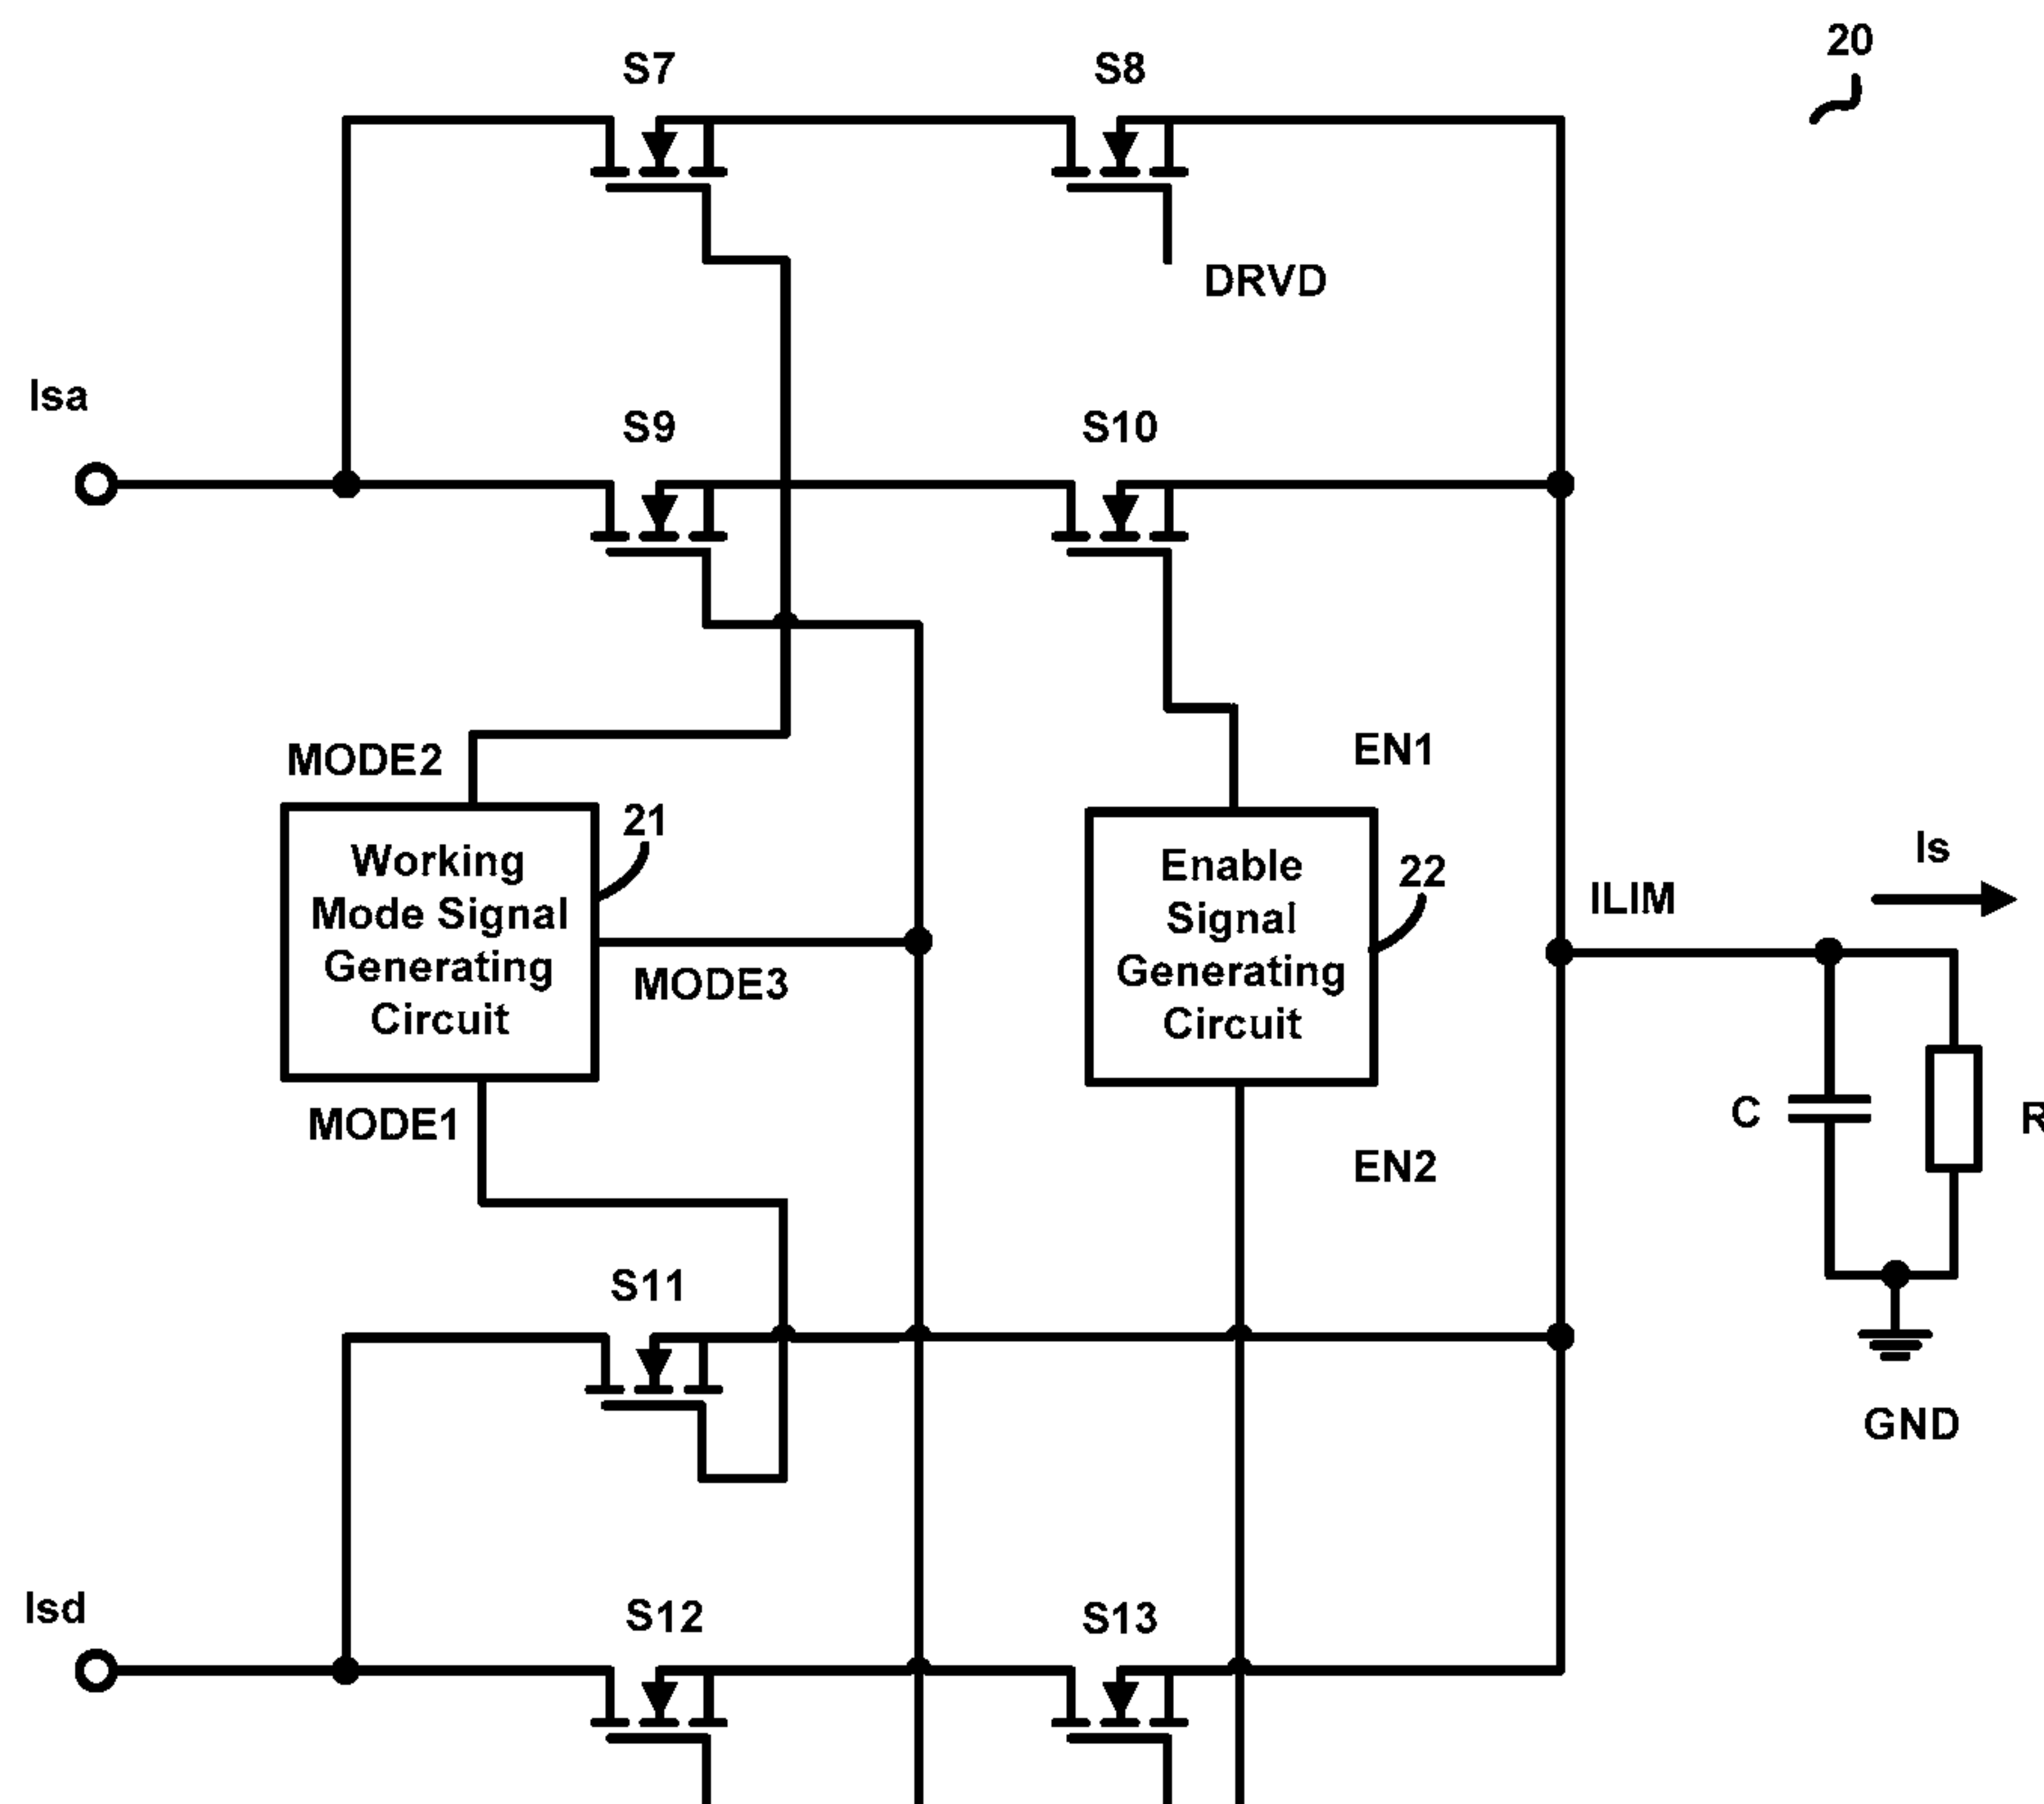 20
S7
S8
DRVD
Isa
S9
S10
MODE2
EN1
21
Working
Mode Signal
Generating
Circuit
Enable
Signal
Generating
Circuit
22
Is
ILIM
MODE3
MODE1
C
R
EN2
S11
GND
Isd
S12
S13